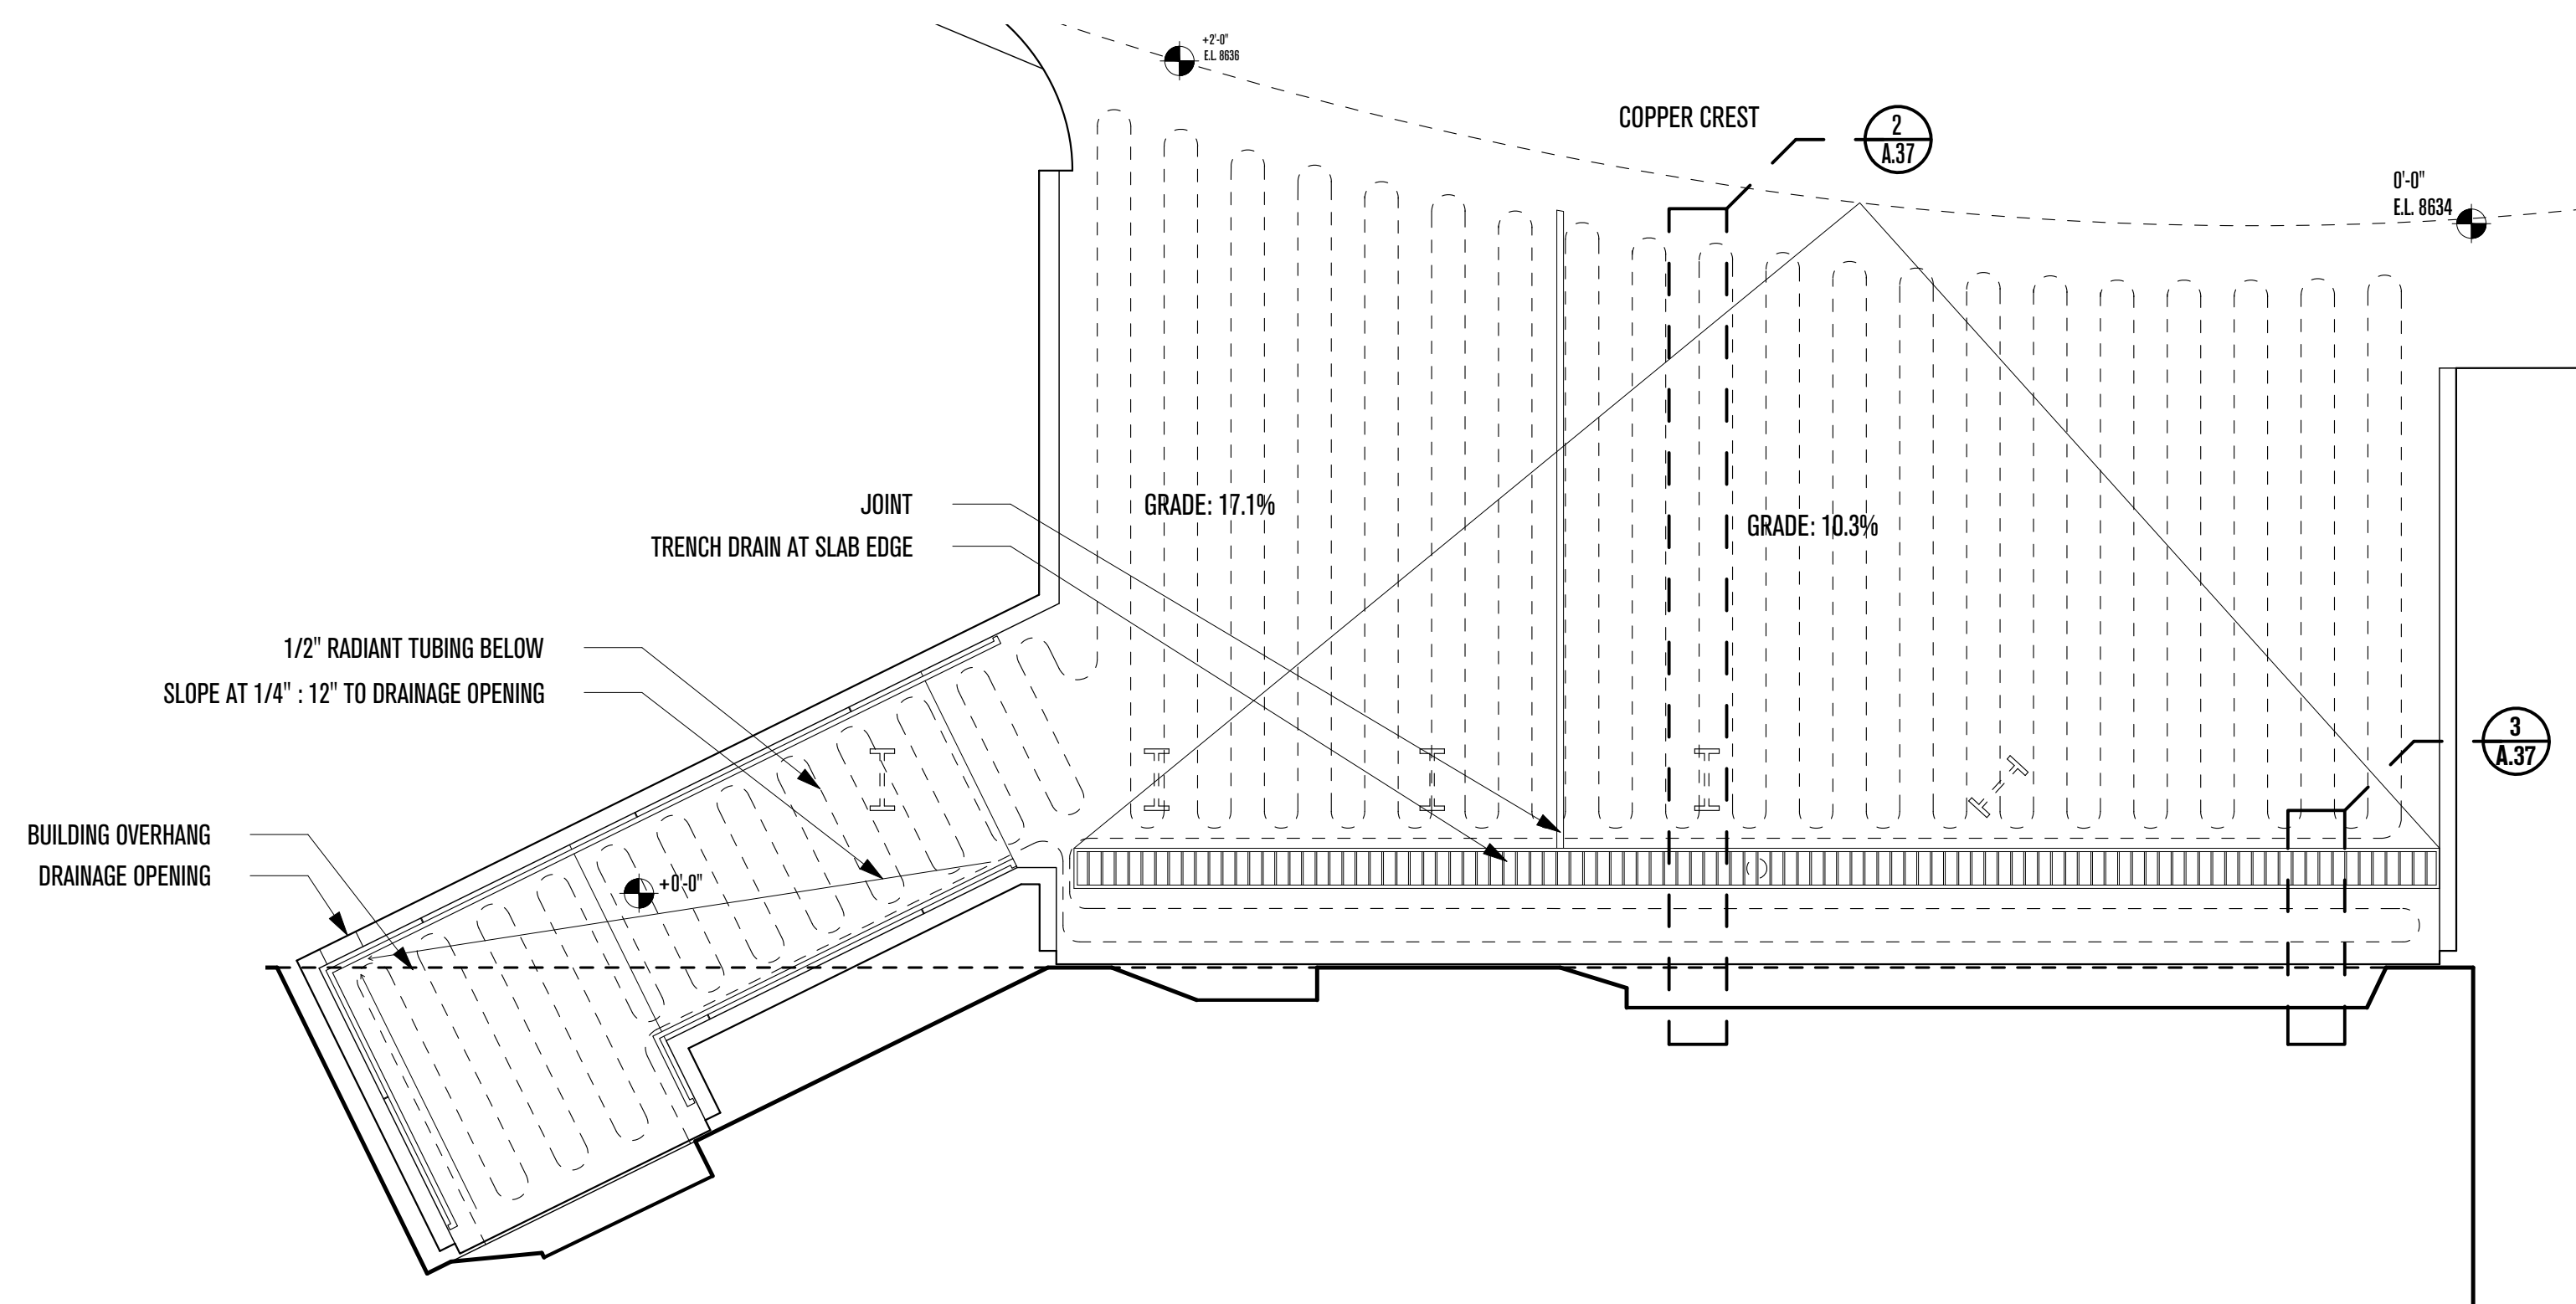 +2'-0"
E.L. 8636
COPPER CREST
2
A.37
0'-0"
E.L. 8634
JOINT
GRADE: 17.1%
GRADE: 10.3%
TRENCH DRAIN AT SLAB EDGE
1/2" RADIANT TUBING BELOW
SLOPE AT 1/4" : 12" TO DRAINAGE OPENING
3
A.37
BUILDING OVERHANG
DRAINAGE OPENING
+0'-0"